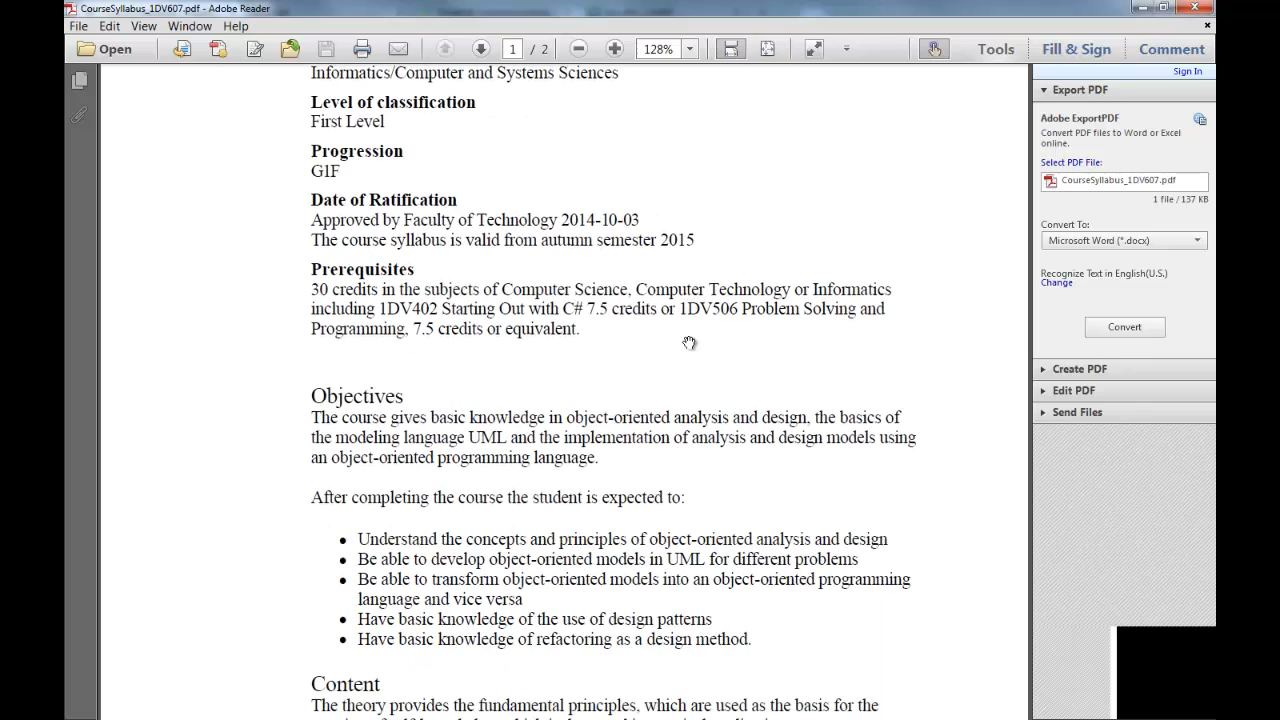 CourseSyllabus_1DV607.pdf - Adobe Reader
File Edit View Window Help
Open 1 / 2 128% Tools Fill & Sign Comment
Sign In
Export PDF
Adobe ExportPDF
Convert PDF files to Word or Excel
online.
Select PDF File:
CourseSyllabus_1DV607.pdf
1 file / 137 KB
Convert To:
Microsoft Word (*.docx)
Recognize Text in English(U.S.)
Change
Convert
Create PDF
Edit PDF
Send Files
Informatics/Computer and Systems Sciences
Level of classification
First Level
Progression
G1F
Date of Ratification
Approved by Faculty of Technology 2014-10-03
The course syllabus is valid from autumn semester 2015
Prerequisites
30 credits in the subjects of Computer Science, Computer Technology or Informatics
including 1DV402 Starting Out with C# 7.5 credits or 1DV506 Problem Solving and
Programming, 7.5 credits or equivalent.
Objectives
The course gives basic knowledge in object-oriented analysis and design, the basics of
the modeling language UML and the implementation of analysis and design models using
an object-oriented programming language.
After completing the course the student is expected to:
• Understand the concepts and principles of object-oriented analysis and design
• Be able to develop object-oriented models in UML for different problems
• Be able to transform object-oriented models into an object-oriented programming
language and vice versa
• Have basic knowledge of the use of design patterns
• Have basic knowledge of refactoring as a design method.
Content
The theory provides the fundamental principles, which are used as the basis for the